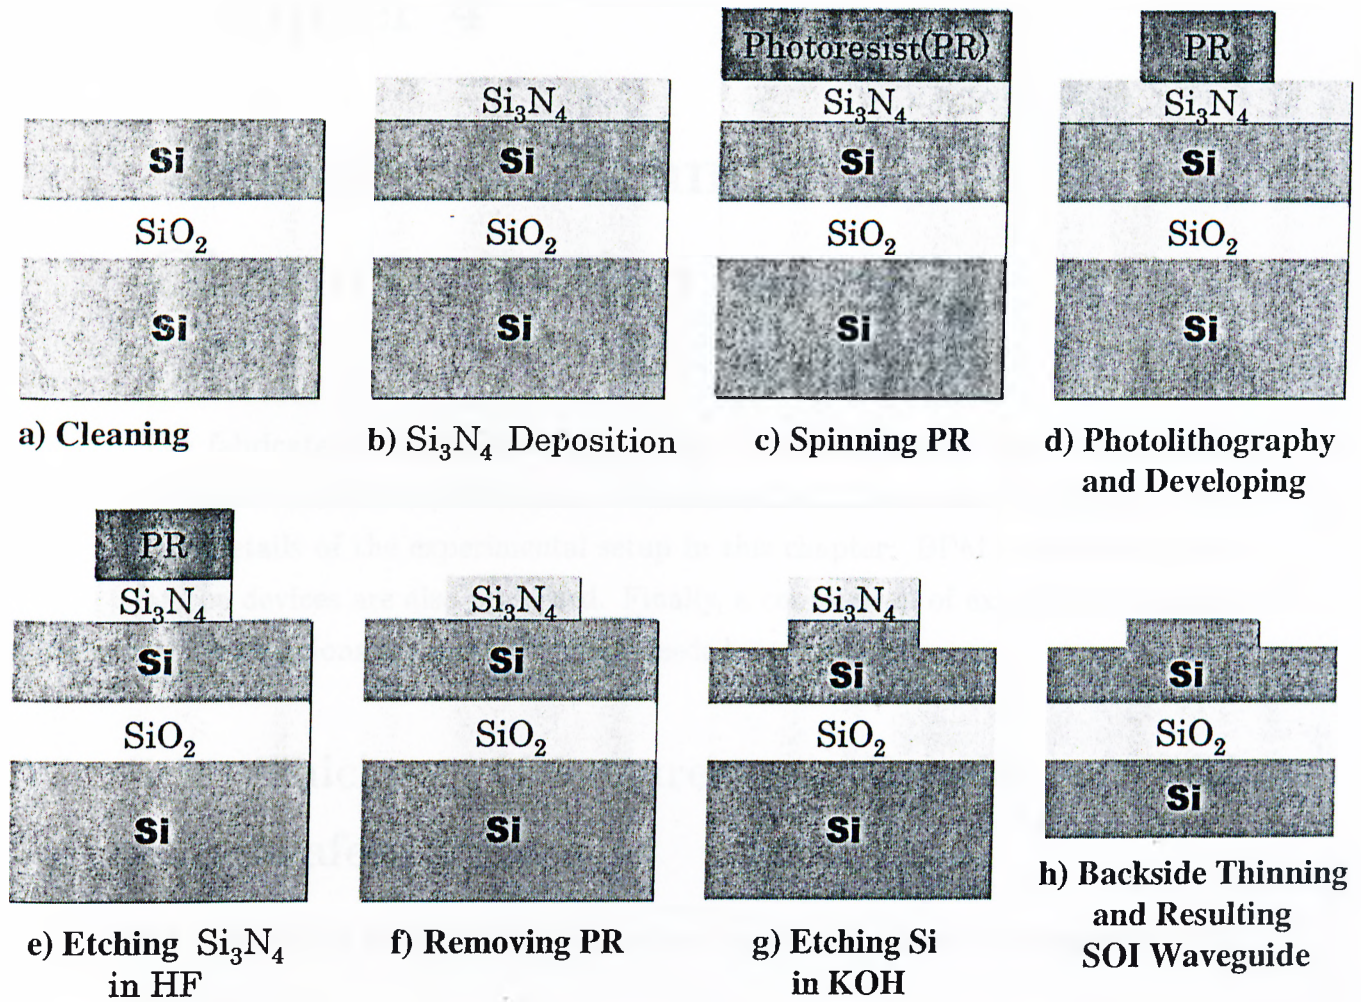 Si
SiO₂
Si
a) Cleaning
Si₃N₄
Si
SiO₂
Si
b) Si₃N₄ Deposition
Photoresist(PR)
Si₃N₄
Si
SiO₂
Si
c) Spinning PR
PR
Si₃N₄
Si
SiO₂
Si
d) Photolithography
and Developing
PR
Si₃N₄
Si
SiO₂
Si
e) Etching Si₃N₄
in HF
Si₃N₄
Si
SiO₂
Si
f) Removing PR
Si₃N₄
Si
SiO₂
Si
g) Etching Si
in KOH
Si
SiO₂
Si
h) Backside Thinning
and Resulting
SOI Waveguide